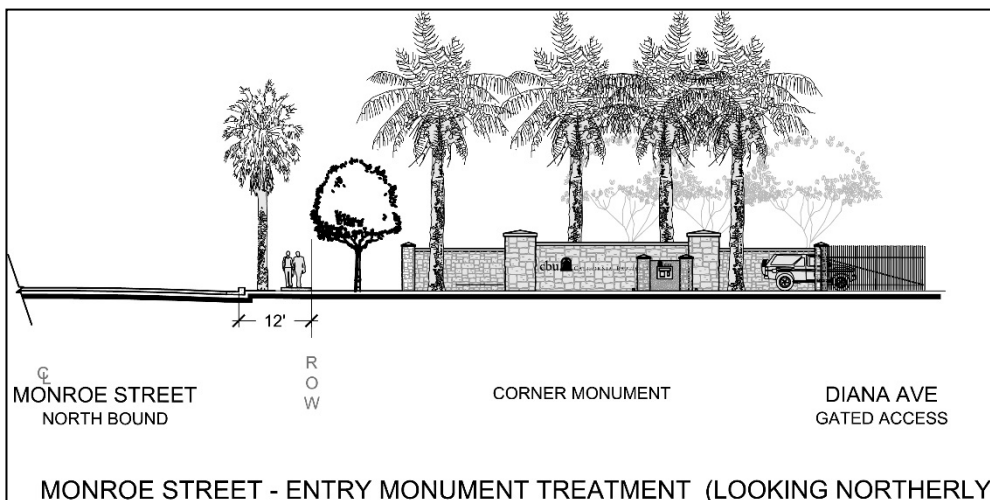 cbu
12'
ROW
℄
MONROE STREET
NORTH BOUND
CORNER MONUMENT
DIANA AVE
GATED ACCESS
MONROE STREET - ENTRY MONUMENT TREATMENT (LOOKING NORTHERLY